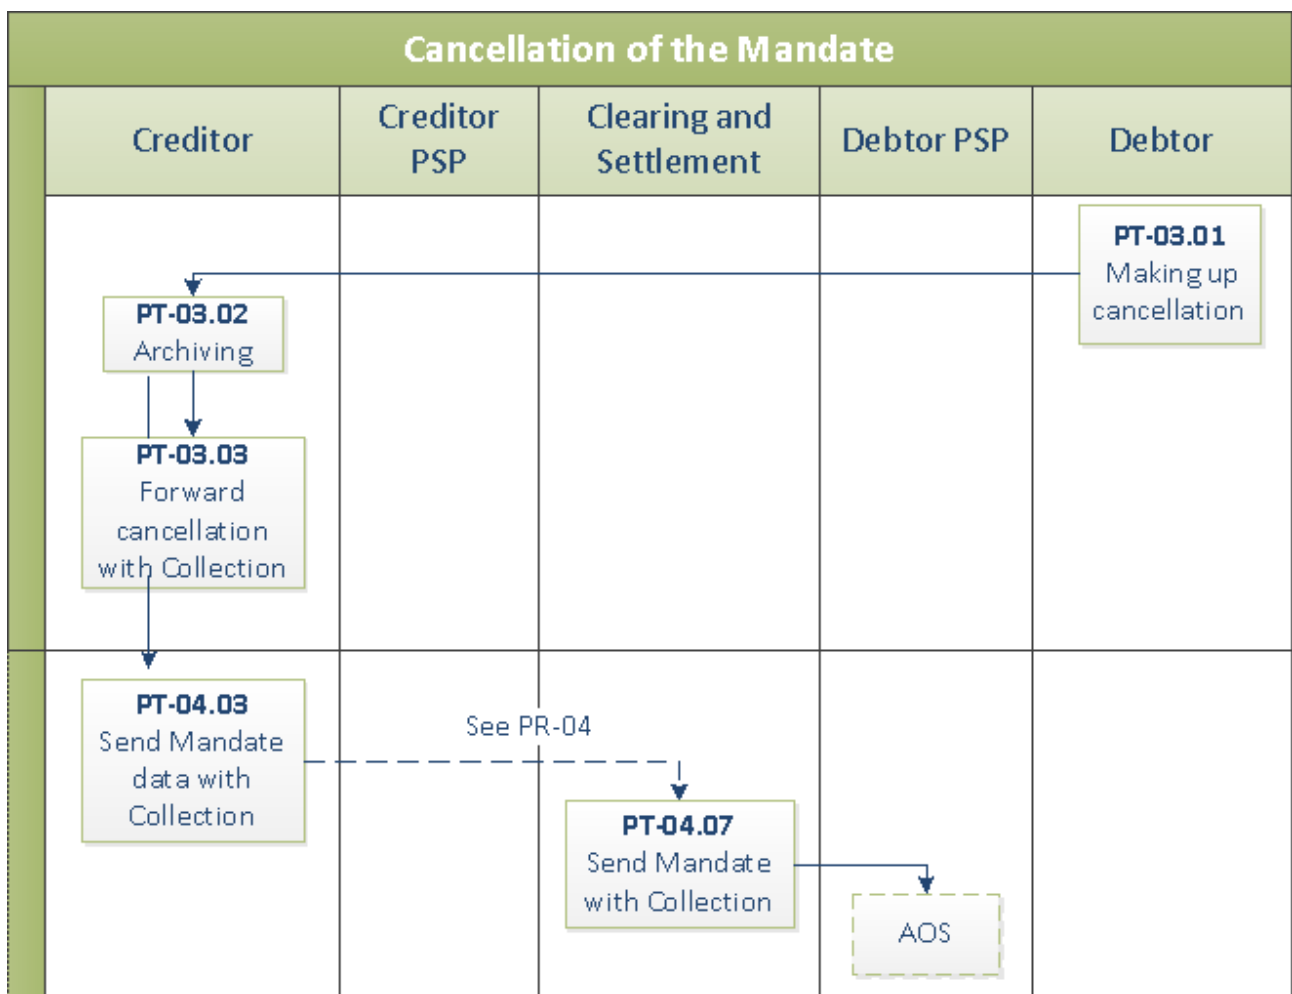 Cancellation of the Mandate
Creditor
Creditor
PSP
Clearing and
Settlement
Debtor PSP
Debtor
PT-03.01
Making up
cancellation
PT-03.02
Archiving
PT-03.03
Forward
cancellation
with Collection
PT-04.03
Send Mandate
data with
Collection
See PR-04
PT-04.07
Send Mandate
with Collection
AOS